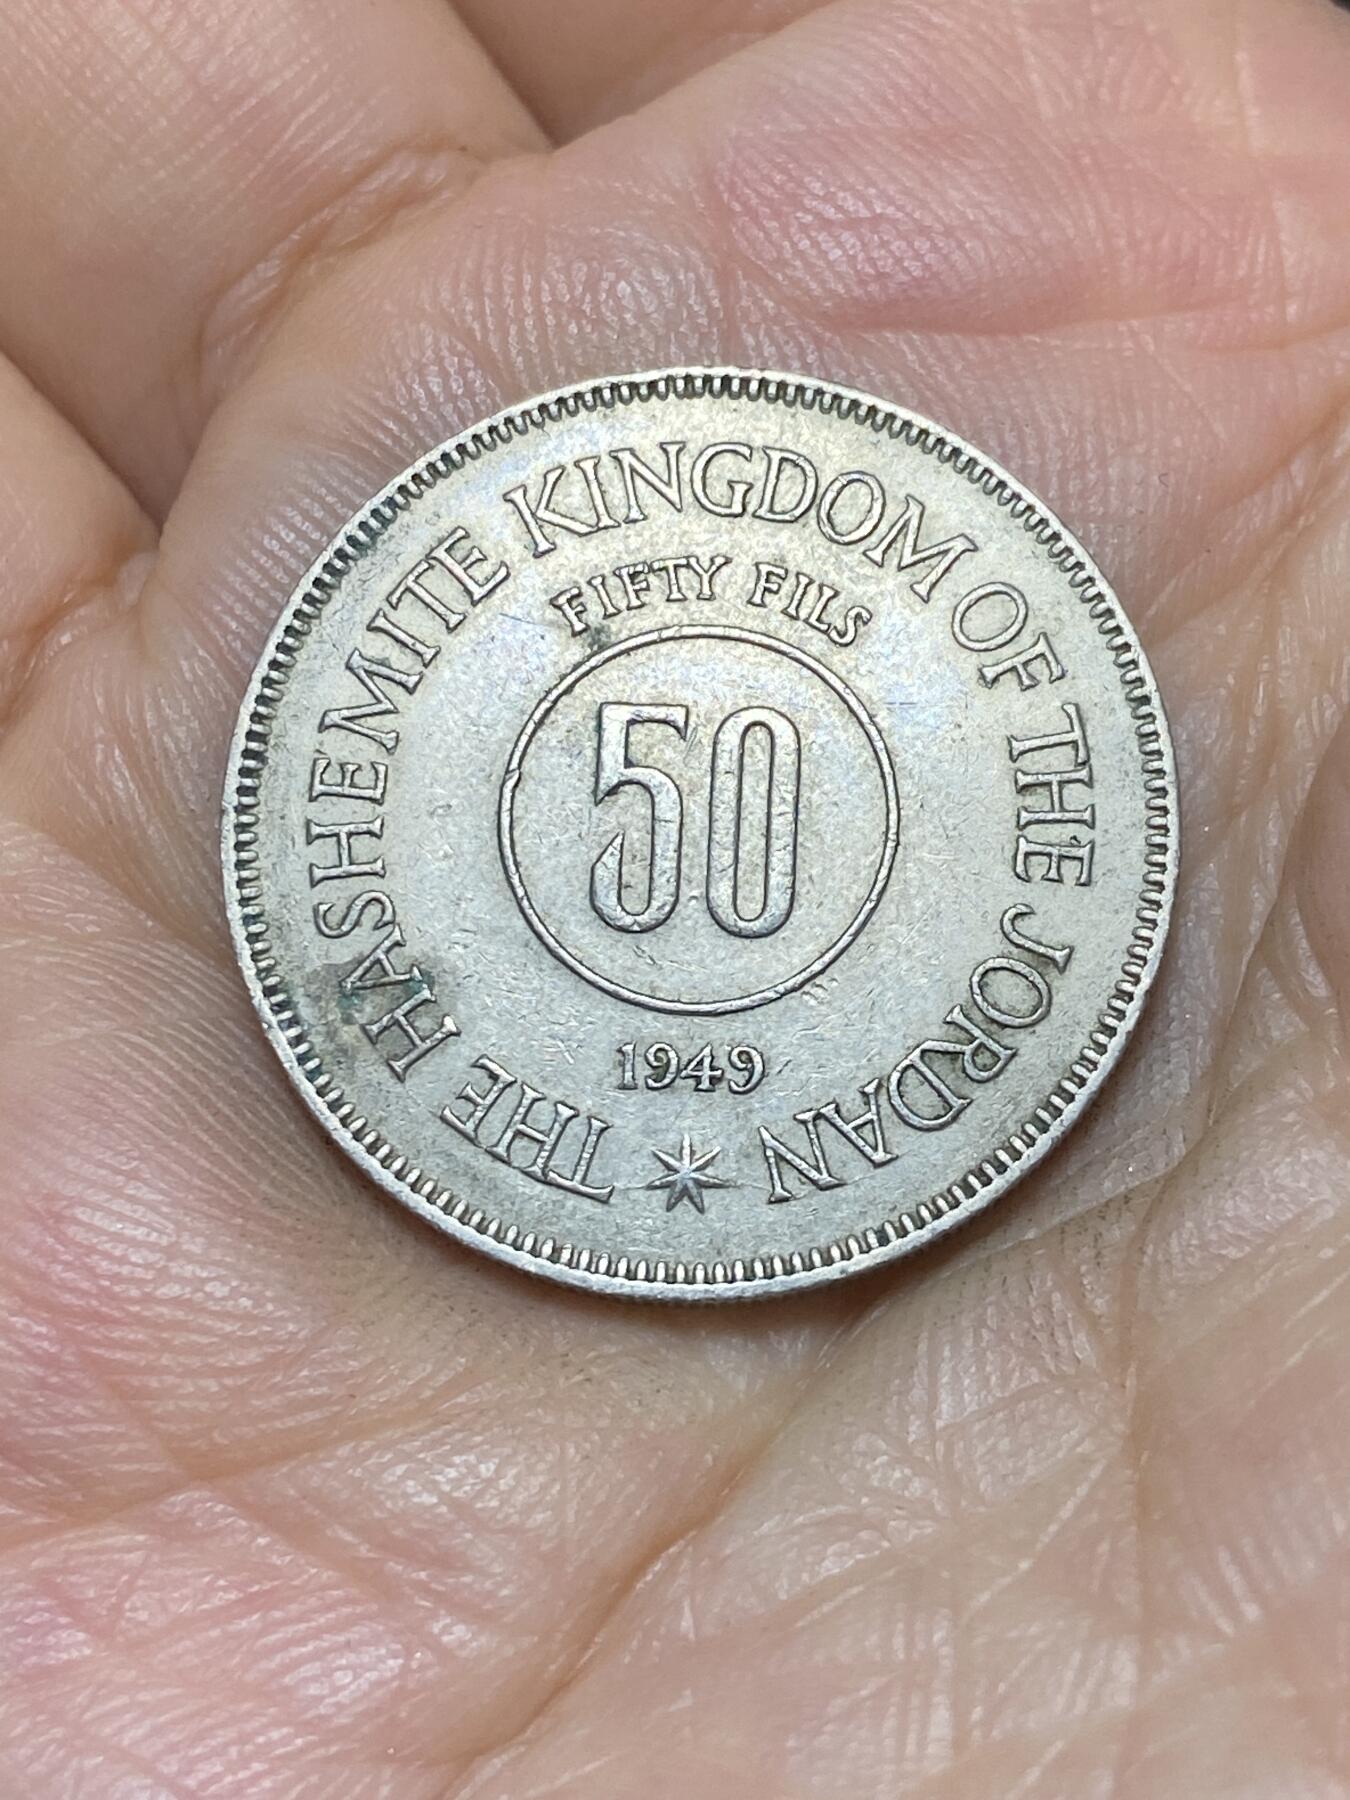 THE HASHEMITE KINGDOM OF THE JORDAN
FIFTY FILS
50
1949